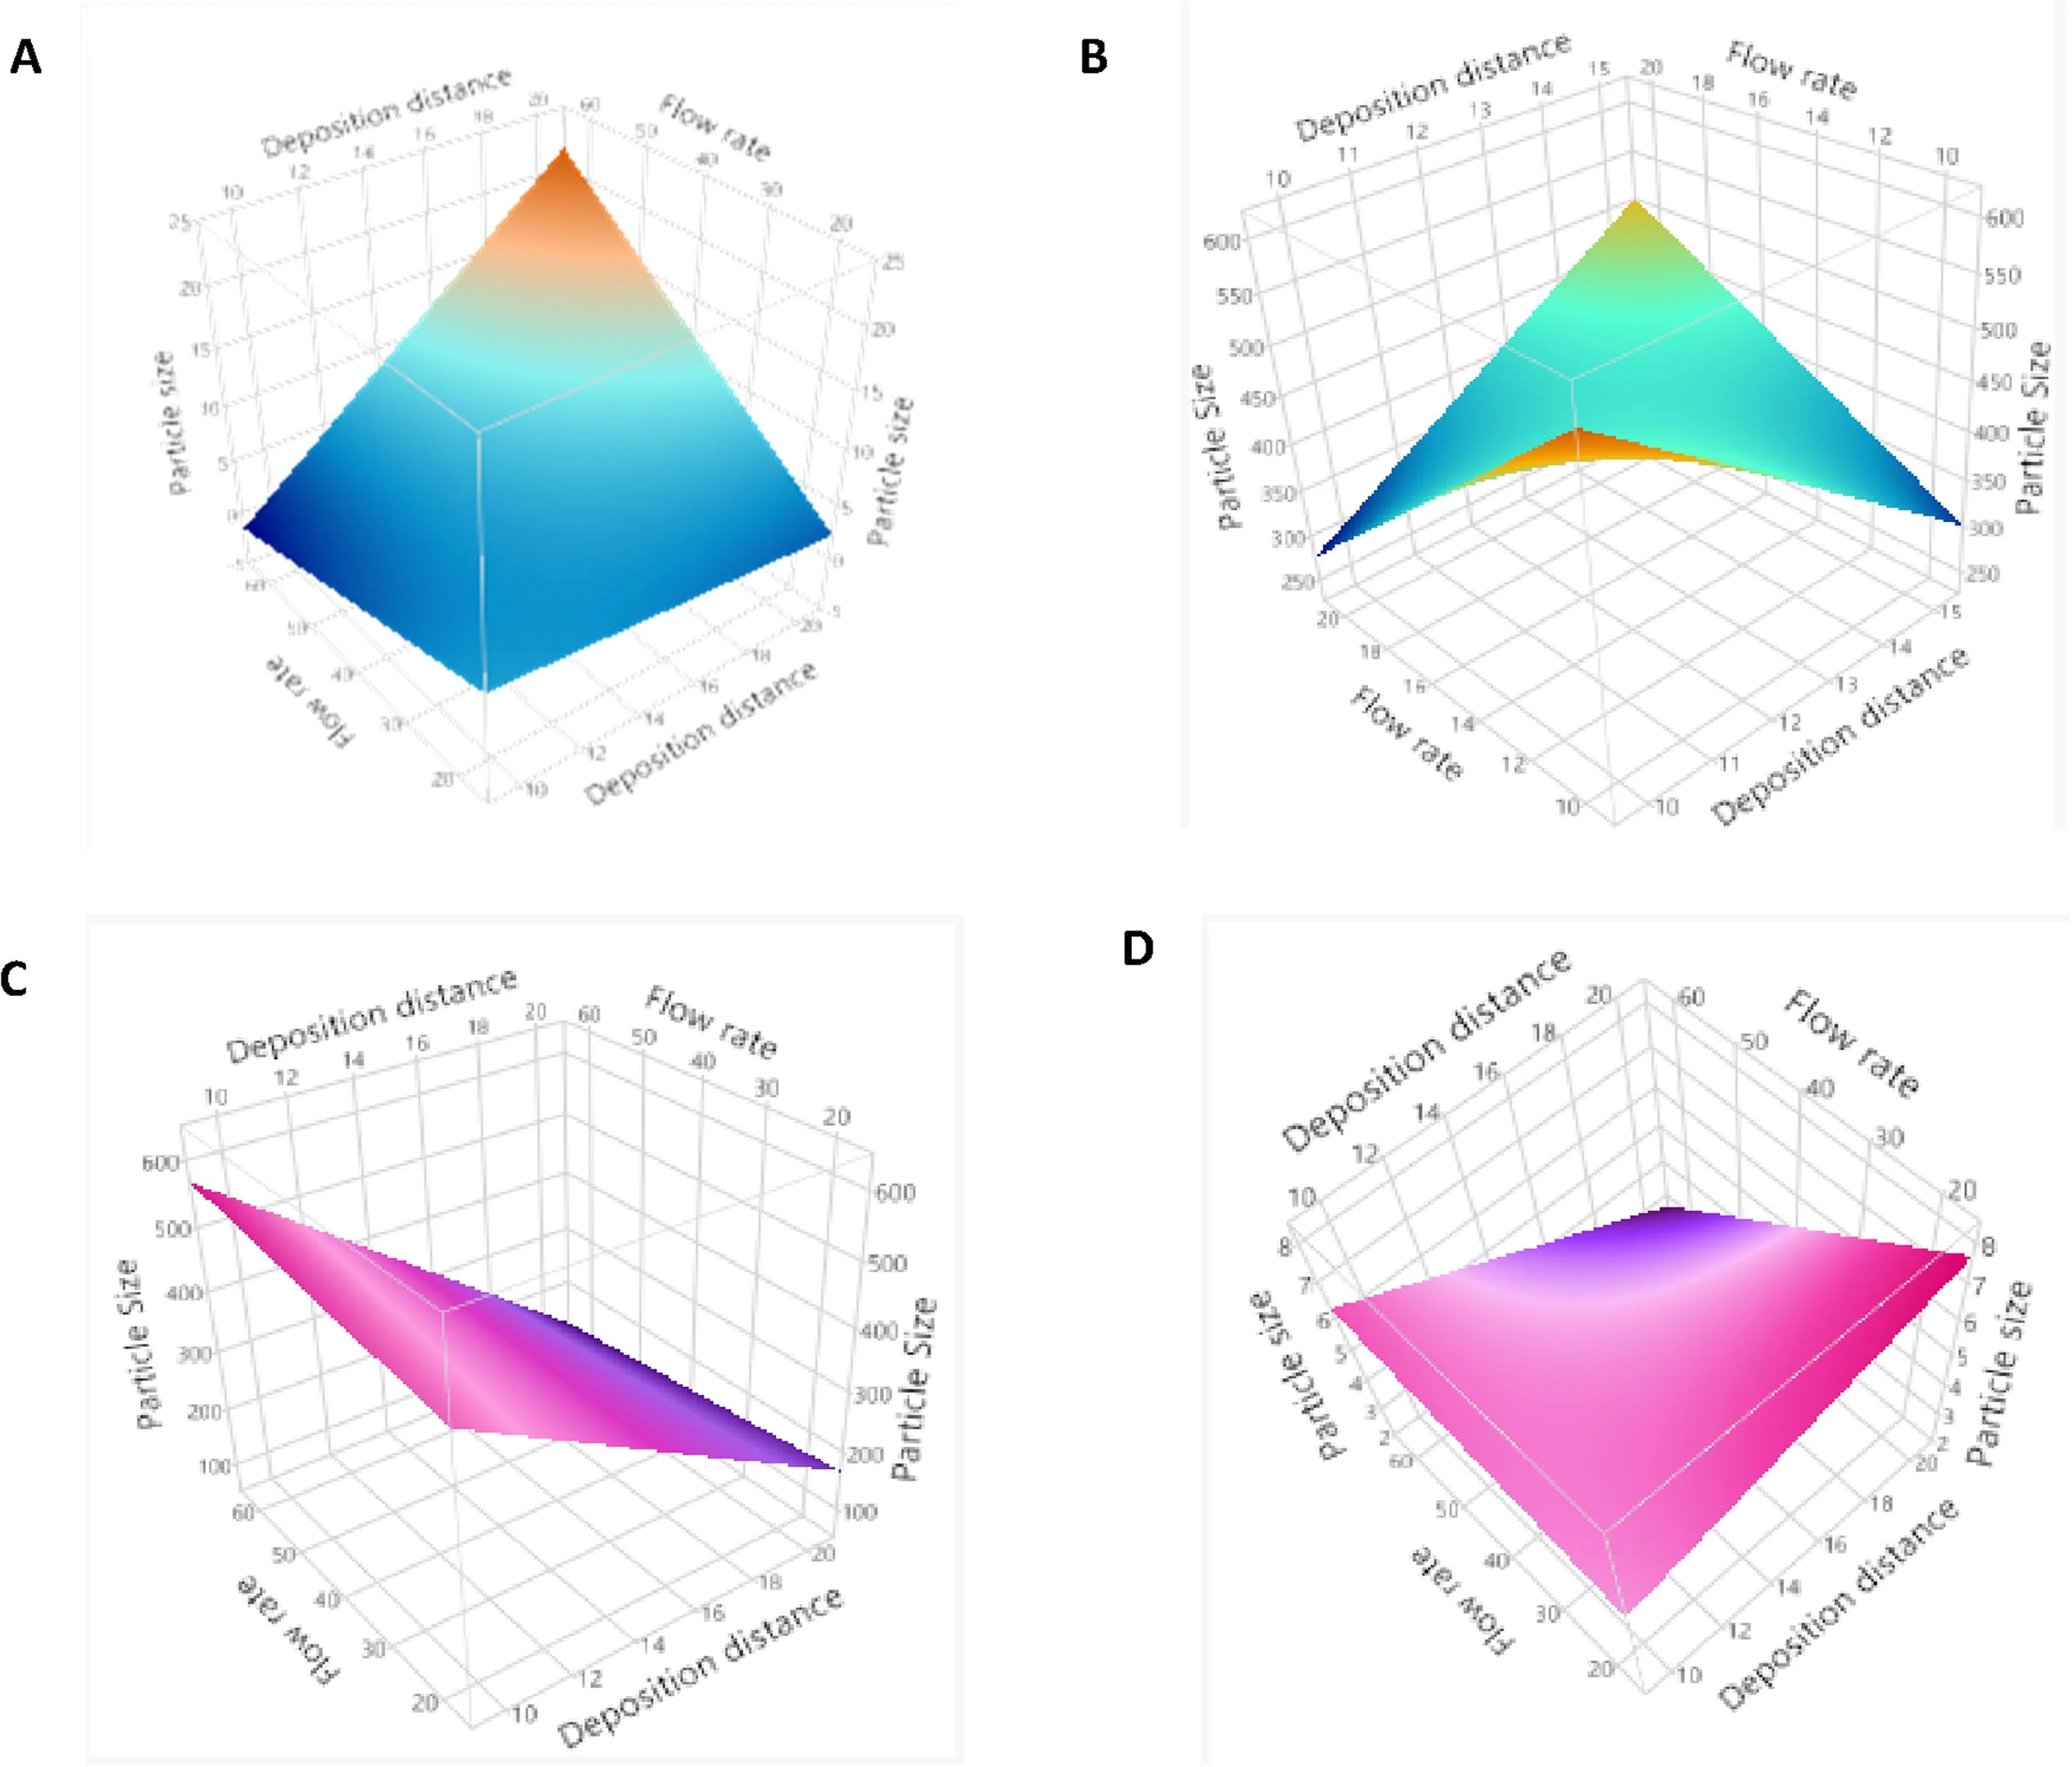 A
Deposition distance
Flow rate
10 12 14 16 18 20
60 50 40 30 20
25 20 15 10 5 0 -5
Particle size
25 20 15 10 5 0 -5
Particle size
60 50 40 30 20
Flow rate
10 12 14 16 18 20
Deposition distance
B
Deposition distance
Flow rate
10 11 12 13 14 15
20 18 16 14 12 10
600 550 500 450 400 350 300 250
Particle Size
600 550 500 450 400 350 300 250
Particle Size
20 18 16 14 12 10
Flow rate
10 11 12 13 14 15
Deposition distance
C
Deposition distance
Flow rate
10 12 14 16 18 20
60 50 40 30 20
600 500 400 300 200 100
Particle Size
600 500 400 300 200 100
Particle Size
60 50 40 30 20
Flow rate
10 12 14 16 18 20
Deposition distance
D
Deposition distance
Flow rate
10 12 14 16 18 20
60 50 40 30 20
8 7 6 5 4 3 2
Particle size
8 7 6 5 4 3 2
Particle size
60 50 40 30 20
Flow rate
10 12 14 16 18 20
Deposition distance